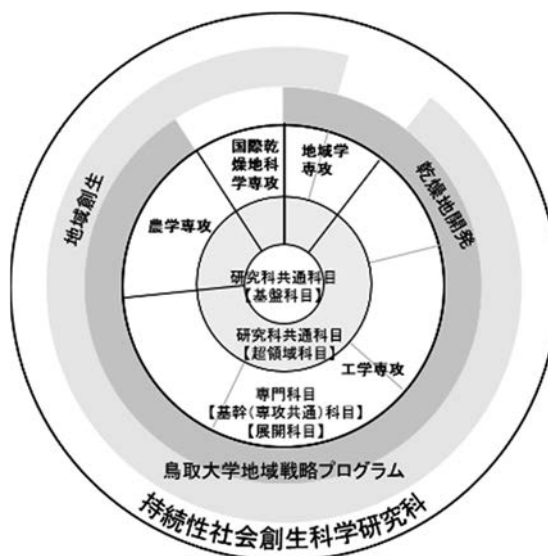 国際乾
燥地科
学専攻
地域学
専攻
地域創生
乾燥地開発
農学専攻
研究科共通科目
【基盤科目】
研究科共通科目
【超領域科目】
工学専攻
専門科目
【基幹(専攻共通)科目】
【展開科目】
鳥取大学地域戦略プログラム
持続性社会創生科学研究科